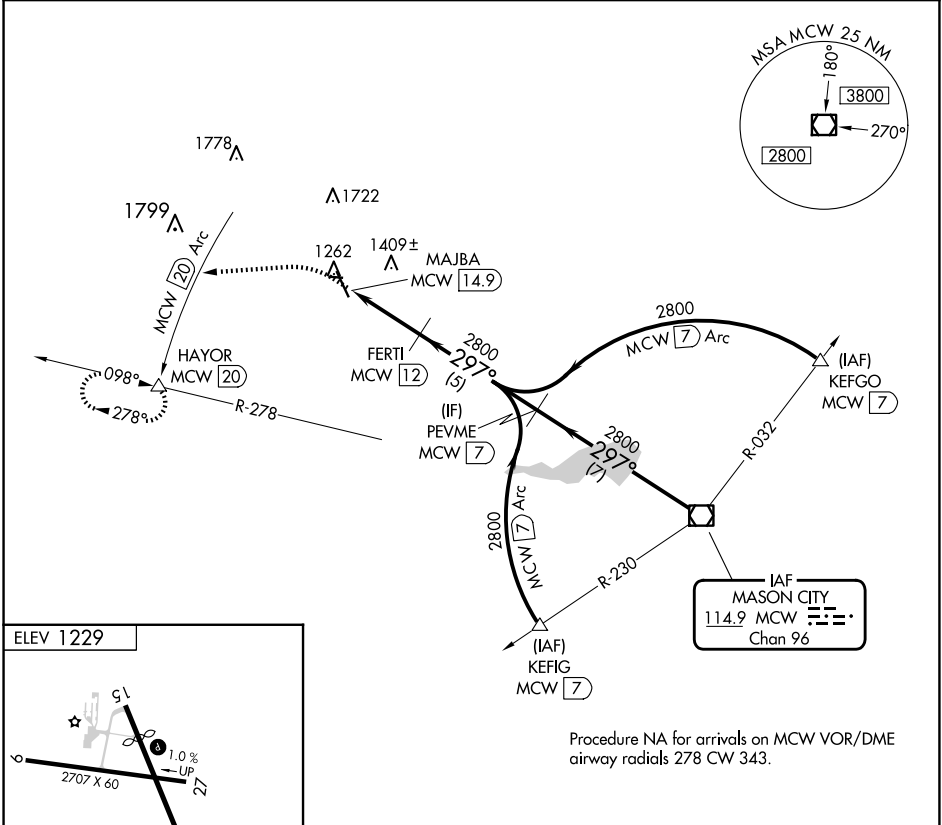 MSA MCW 25 NM
180°
3800
270°
2800
1778
1722
1799
1262
1409±
MAJBA
MCW 14.9
MCW 20 Arc
2800
MCW 7 Arc
HAYOR
MCW 20
FERTI
MCW 12
2800
297°
(5)
(IAF)
KEFGO
MCW 7
098°
278°
R-278
(IF)
PEVME
MCW 7
2800
297°
(7)
R-032
2800
MCW 7 Arc
R-230
IAF
MASON CITY
114.9 MCW
Chan 96
(IAF)
KEFIG
MCW 7
ELEV 1229
15
P
1.0 %
UP
9
2707 X 60
27
Procedure NA for arrivals on MCW VOR/DME
airway radials 278 CW 343.